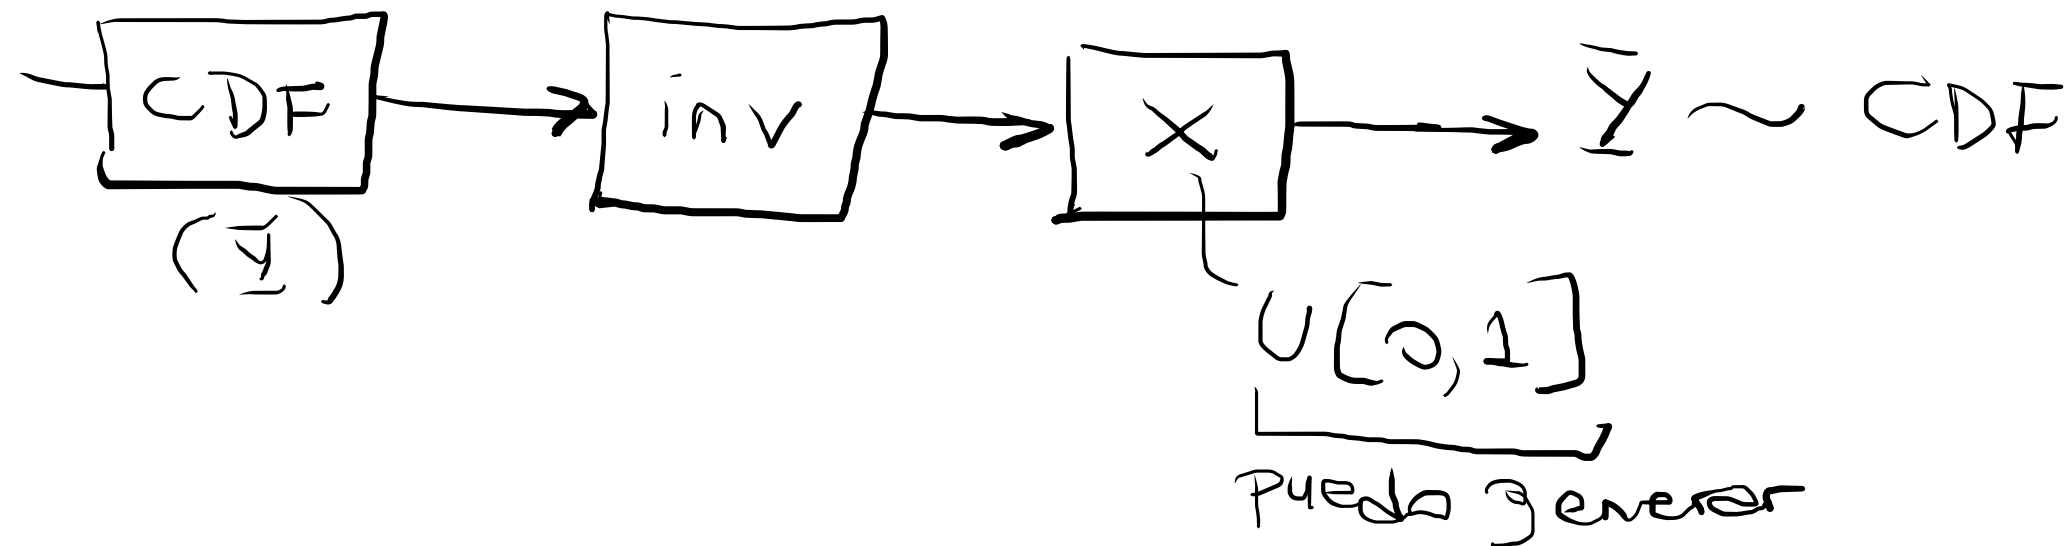 CDF inv X Y ~ CDF
(Y)
U[0,1]
puedo generar